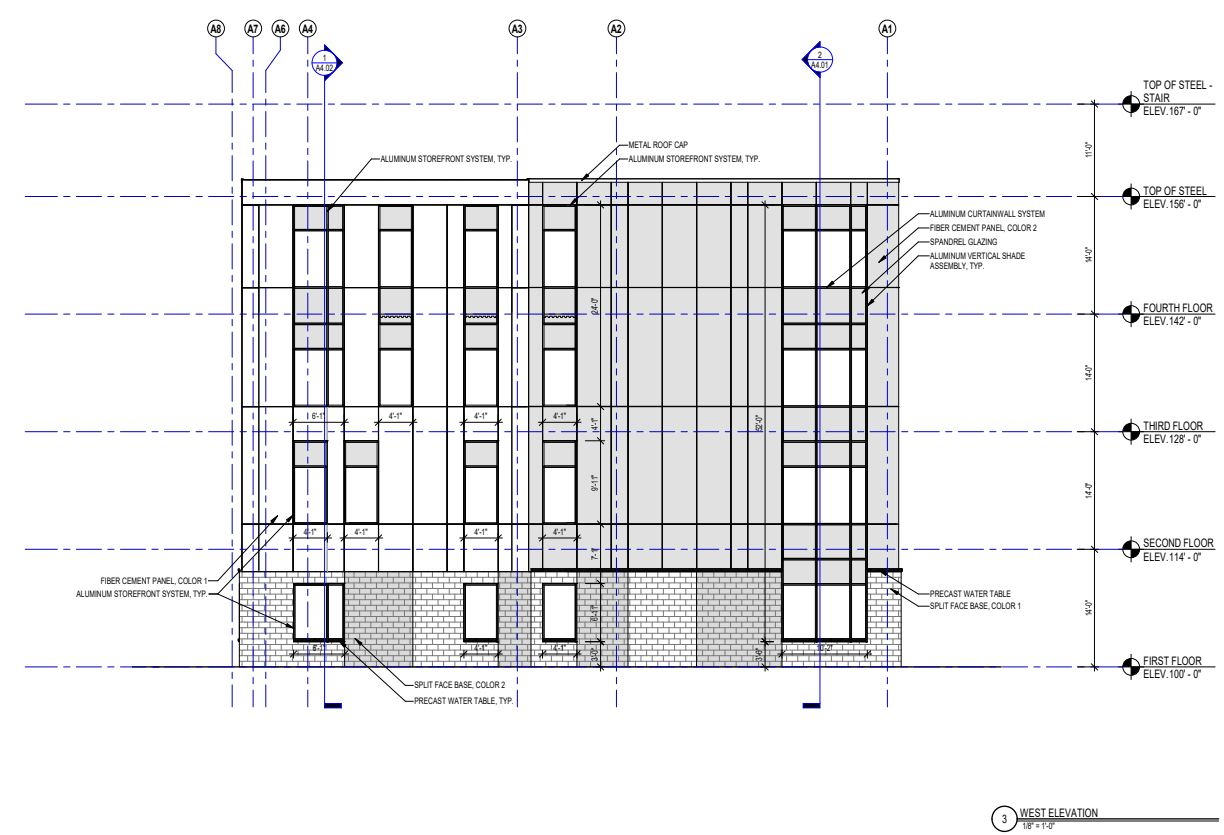 A8
A7
A6
A4
A3
A2
A1
1
A4.02
2
A4.01
TOP OF STEEL -
STAIR
ELEV.167' - 0"
11'-0"
METAL ROOF CAP
ALUMINUM STOREFRONT SYSTEM, TYP.
ALUMINUM STOREFRONT SYSTEM, TYP.
TOP OF STEEL
ELEV.156' - 0"
ALUMINUM CURTAINWALL SYSTEM
FIBER CEMENT PANEL, COLOR 2
SPANDREL GLAZING
ALUMINUM VERTICAL SHADE
ASSEMBLY, TYP.
14'-0"
24'-0"
FOURTH FLOOR
ELEV.142' - 0"
14'-0"
6'-1"
4'-1"
4'-1"
4'-1"
4'-1"
52'-0"
THIRD FLOOR
ELEV.128' - 0"
9'-11"
14'-0"
4'-1"
4'-1"
4'-1"
4'-1"
7'-1"
SECOND FLOOR
ELEV.114' - 0"
FIBER CEMENT PANEL, COLOR 1
ALUMINUM STOREFRONT SYSTEM, TYP.
PRECAST WATER TABLE
SPLIT FACE BASE, COLOR 1
6'-11"
14'-0"
6'-1"
4'-1"
4'-1"
3'-0"
3'-0"
10'-2"
FIRST FLOOR
ELEV.100' - 0"
SPLIT FACE BASE, COLOR 2
PRECAST WATER TABLE, TYP.
3
WEST ELEVATION
1/8" = 1'-0"